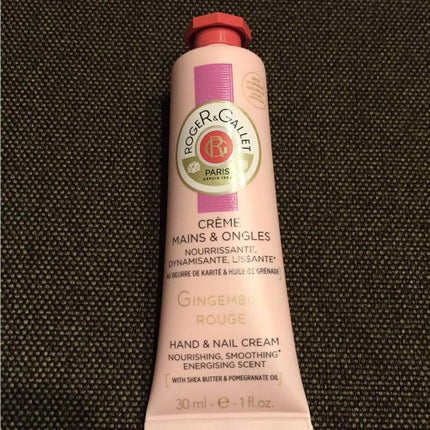 ROGER & GALLET
RG
PARIS
CRÈME
MAINS & ONGLES
NOURRISSANTE,
DYNAMISANTE, LISSANTE*
AU BEURRE DE KARITÉ & HUILE DE GRENADE
GINGEMBRE
ROUGE
HAND & NAIL CREAM
NOURISHING, SMOOTHING*
ENERGISING SCENT
WITH SHEA BUTTER & POMEGRANATE OIL
30 ml - e - 1 fl.oz.